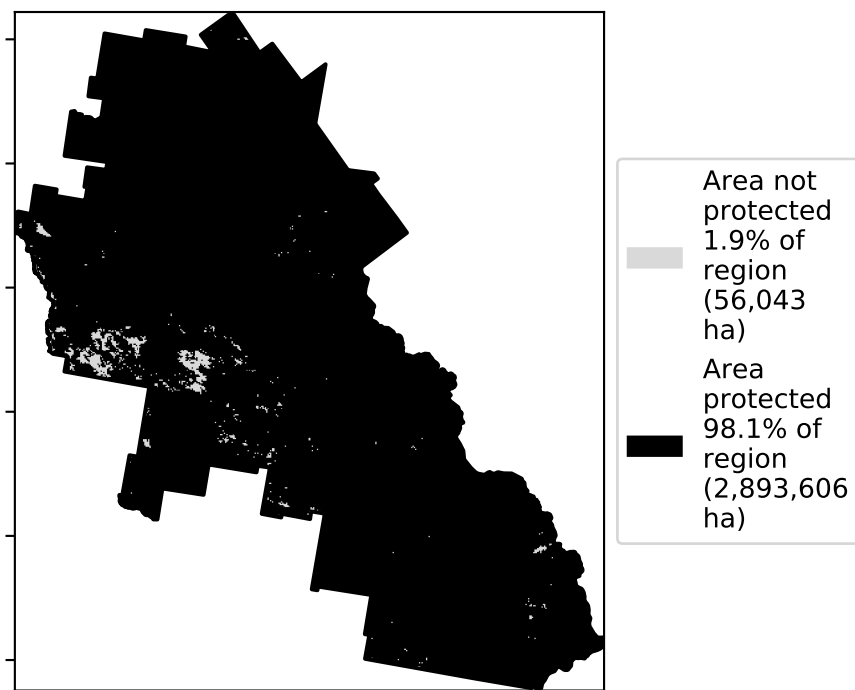 Area not
protected
1.9% of
region
(56,043
ha)
Area
protected
98.1% of
region
(2,893,606
ha)